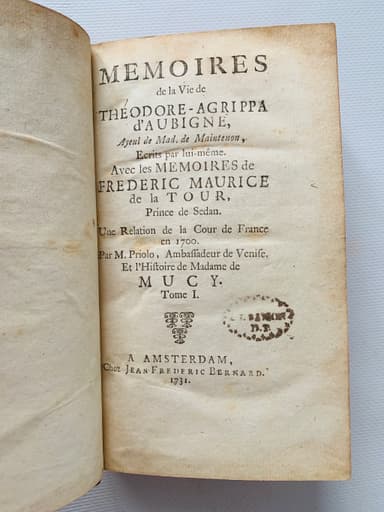 MEMOIRES
de la Vie de
THÉODORE-AGRIPPA
d'AUBIGNE,
Ayeul de Mad. de Maintenon,
Ecrits par lui-même.
Avec les MEMOIRES de
FREDERIC MAURICE
de la TOUR,
Prince de Sedan.
Une Relation de la Cour de France
en 1700.
Par M. Priolo, Ambassadeur de Venise,
Et l'Histoire de Madame de
MUCY.
Tome I.
A AMSTERDAM,
Chez JEAN FREDERIC BERNARD.
1731.